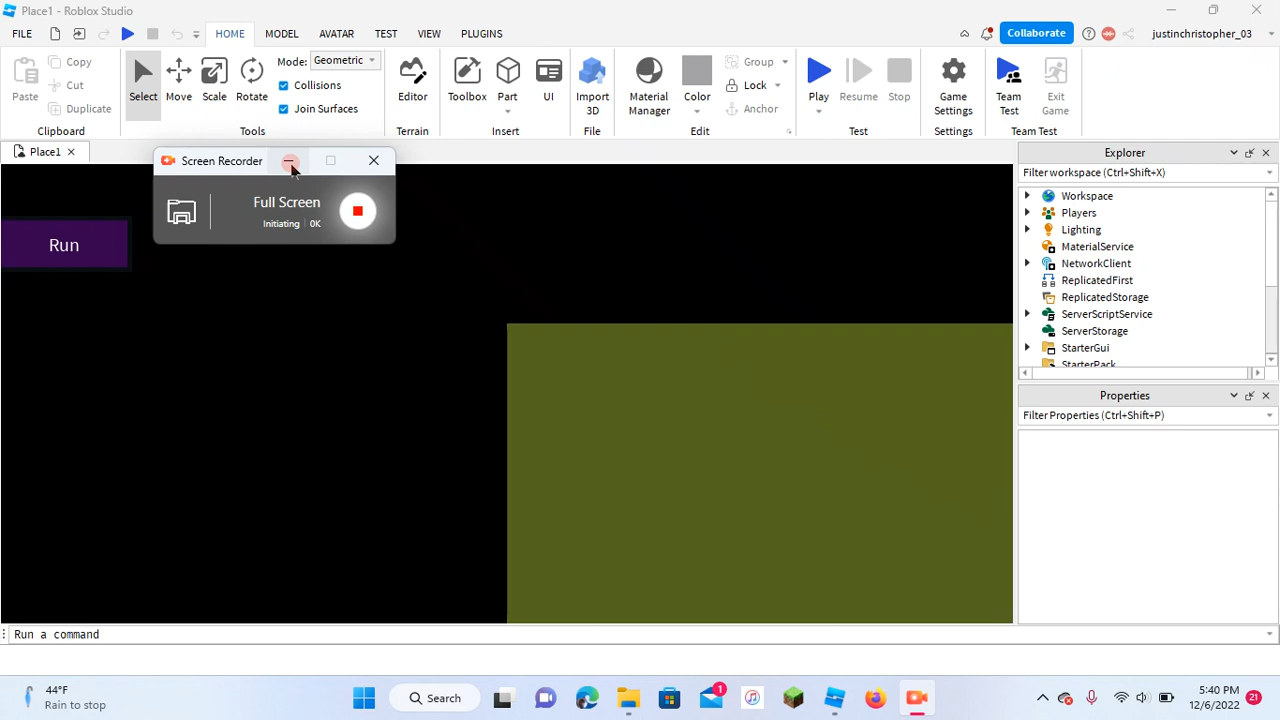 Place1 - Roblox Studio
FILE HOME MODEL AVATAR TEST VIEW PLUGINS Collaborate justinchristopher_03
Paste Copy Cut Duplicate
Select Move Scale Rotate
Mode: Geometric
Collisions
Join Surfaces
Editor Toolbox Part UI Import 3D Material Manager Color
Group
Lock
Anchor
Play Resume Stop Game Settings Team Test Exit Game
Clipboard Tools Terrain Insert File Edit Test Settings Team Test
Place1
Screen Recorder
Full Screen
Initiating 0K
Run
Explorer
Filter workspace (Ctrl+Shift+X)
Workspace
Players
Lighting
MaterialService
NetworkClient
ReplicatedFirst
ReplicatedStorage
ServerScriptService
ServerStorage
StarterGui
StarterPack
Properties
Filter Properties (Ctrl+Shift+P)
Run a command
44°F
Rain to stop
Search
1
5:40 PM
12/6/2022
21